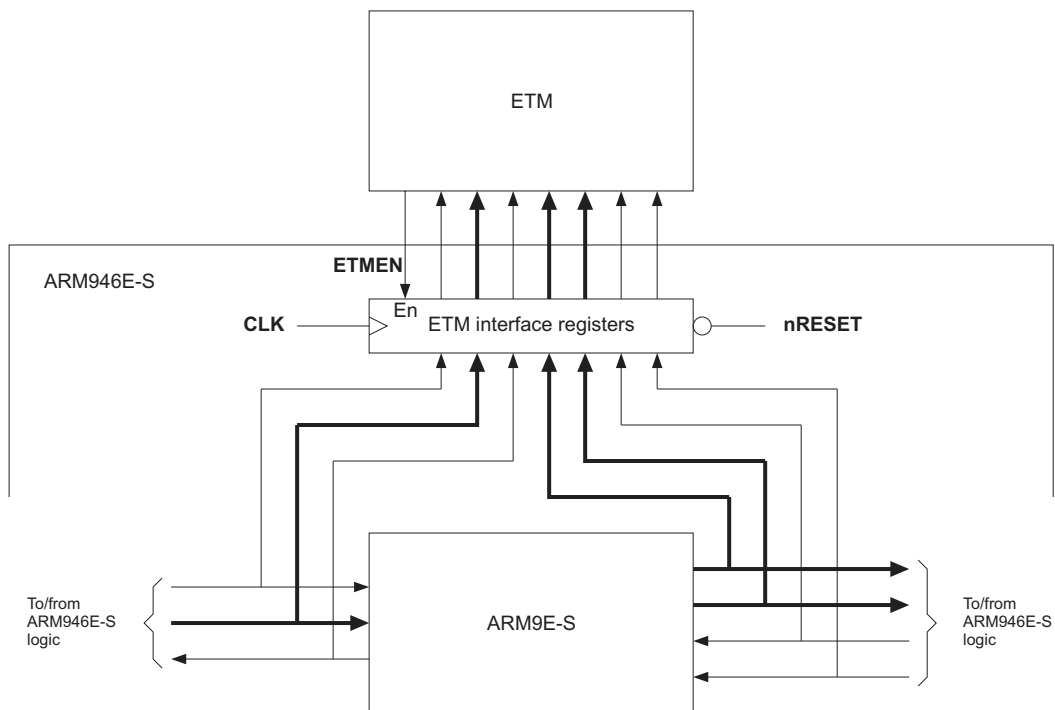 ETM
ETMEN
ARM946E-S
En
CLK
ETM interface registers
nRESET
To/from
ARM946E-S
logic
ARM9E-S
To/from
ARM946E-S
logic